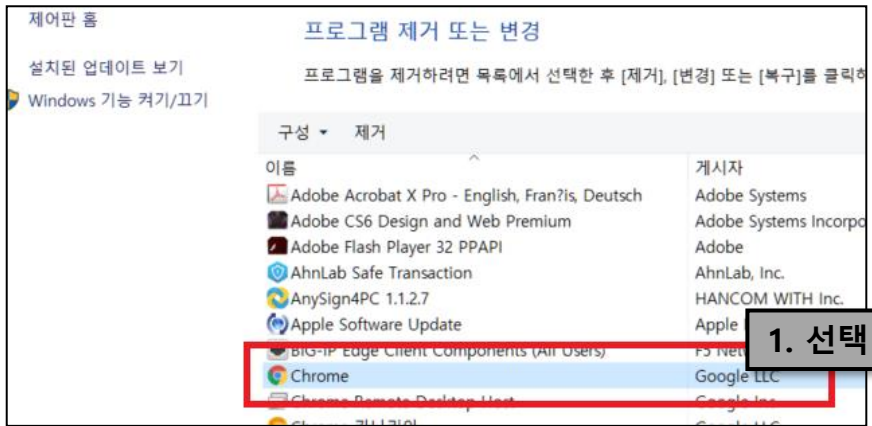 제어판 홈
설치된 업데이트 보기
Windows 기능 켜기/끄기
프로그램 제거 또는 변경
프로그램을 제거하려면 목록에서 선택한 후 [제거], [변경] 또는 [복구]를 클릭하
구성 제거
이름 게시자
Adobe Acrobat X Pro - English, Fran?is, Deutsch Adobe Systems
Adobe CS6 Design and Web Premium Adobe Systems Incorpo
Adobe Flash Player 32 PPAPI Adobe
AhnLab Safe Transaction AhnLab, Inc.
AnySign4PC 1.1.2.7 HANCOM WITH Inc.
Apple Software Update Apple
1. 선택
BIG-IP Edge Client Components (All Users) F5 Net
Chrome Google LLC
Chrome Remote Desktop Host Google Inc.
Chrome